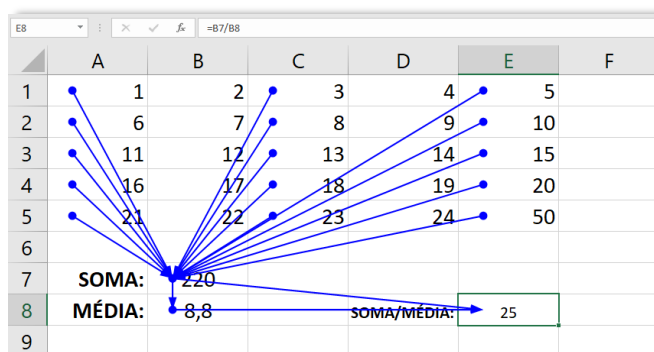 E8 fx =B7/B8
A B C D E F
1 1 2 3 4 5
2 6 7 8 9 10
3 11 12 13 14 15
4 16 17 18 19 20
5 21 22 23 24 50
6
7 SOMA: 220
8 MÉDIA: 8,8 SOMA/MÉDIA: 25
9